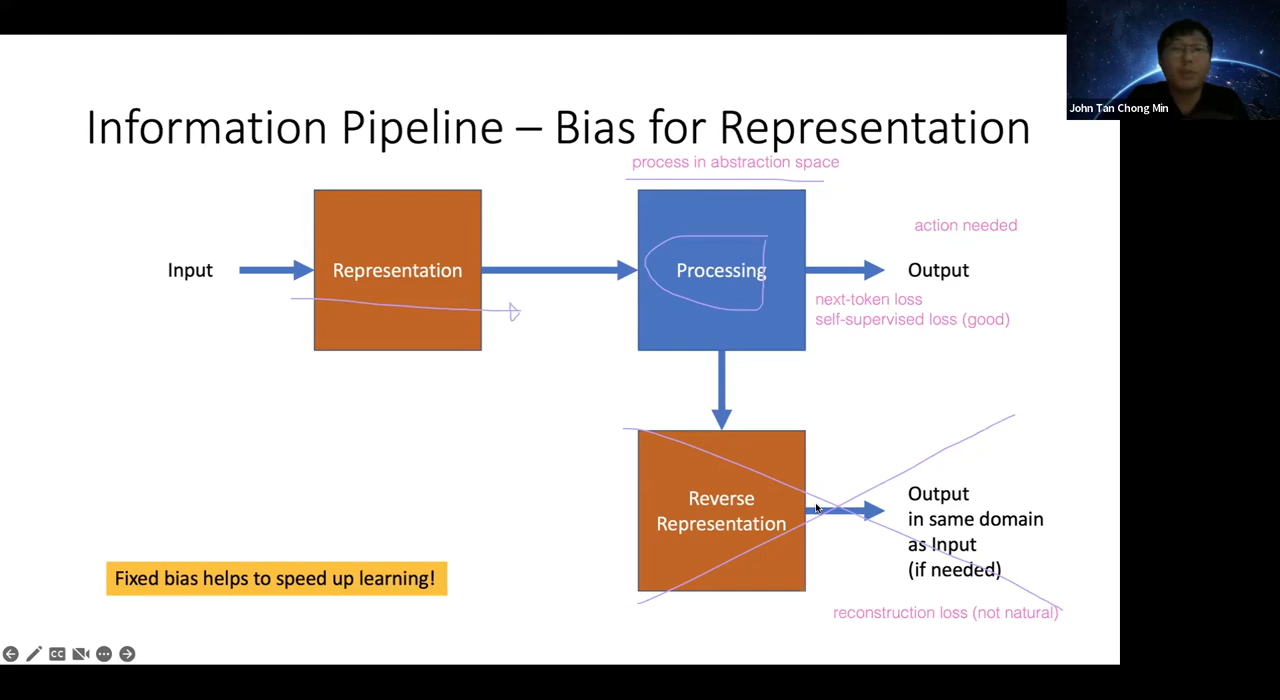 John Tan Chong Min
Information Pipeline – Bias for Representation
process in abstraction space
action needed
Input
Representation
Processing
Output
next-token loss
self-supervised loss (good)
Reverse
Representation
Output
in same domain
as Input
(if needed)
Fixed bias helps to speed up learning!
reconstruction loss (not natural)
CC